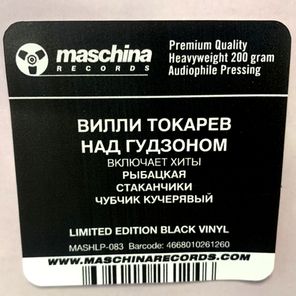 maschina
RECORDS
Premium Quality
Heavyweight 200 gram
Audiophile Pressing
ВИЛЛИ ТОКАРЕВ
НАД ГУДЗОНОМ
ВКЛЮЧАЕТ ХИТЫ
РЫБАЦКАЯ
СТАКАНЧИКИ
ЧУБЧИК КУЧЕРЯВЫЙ
LIMITED EDITION BLACK VINYL
MASHLP-083 Barcode: 4668010261260
WWW.MASCHINARECORDS.COM